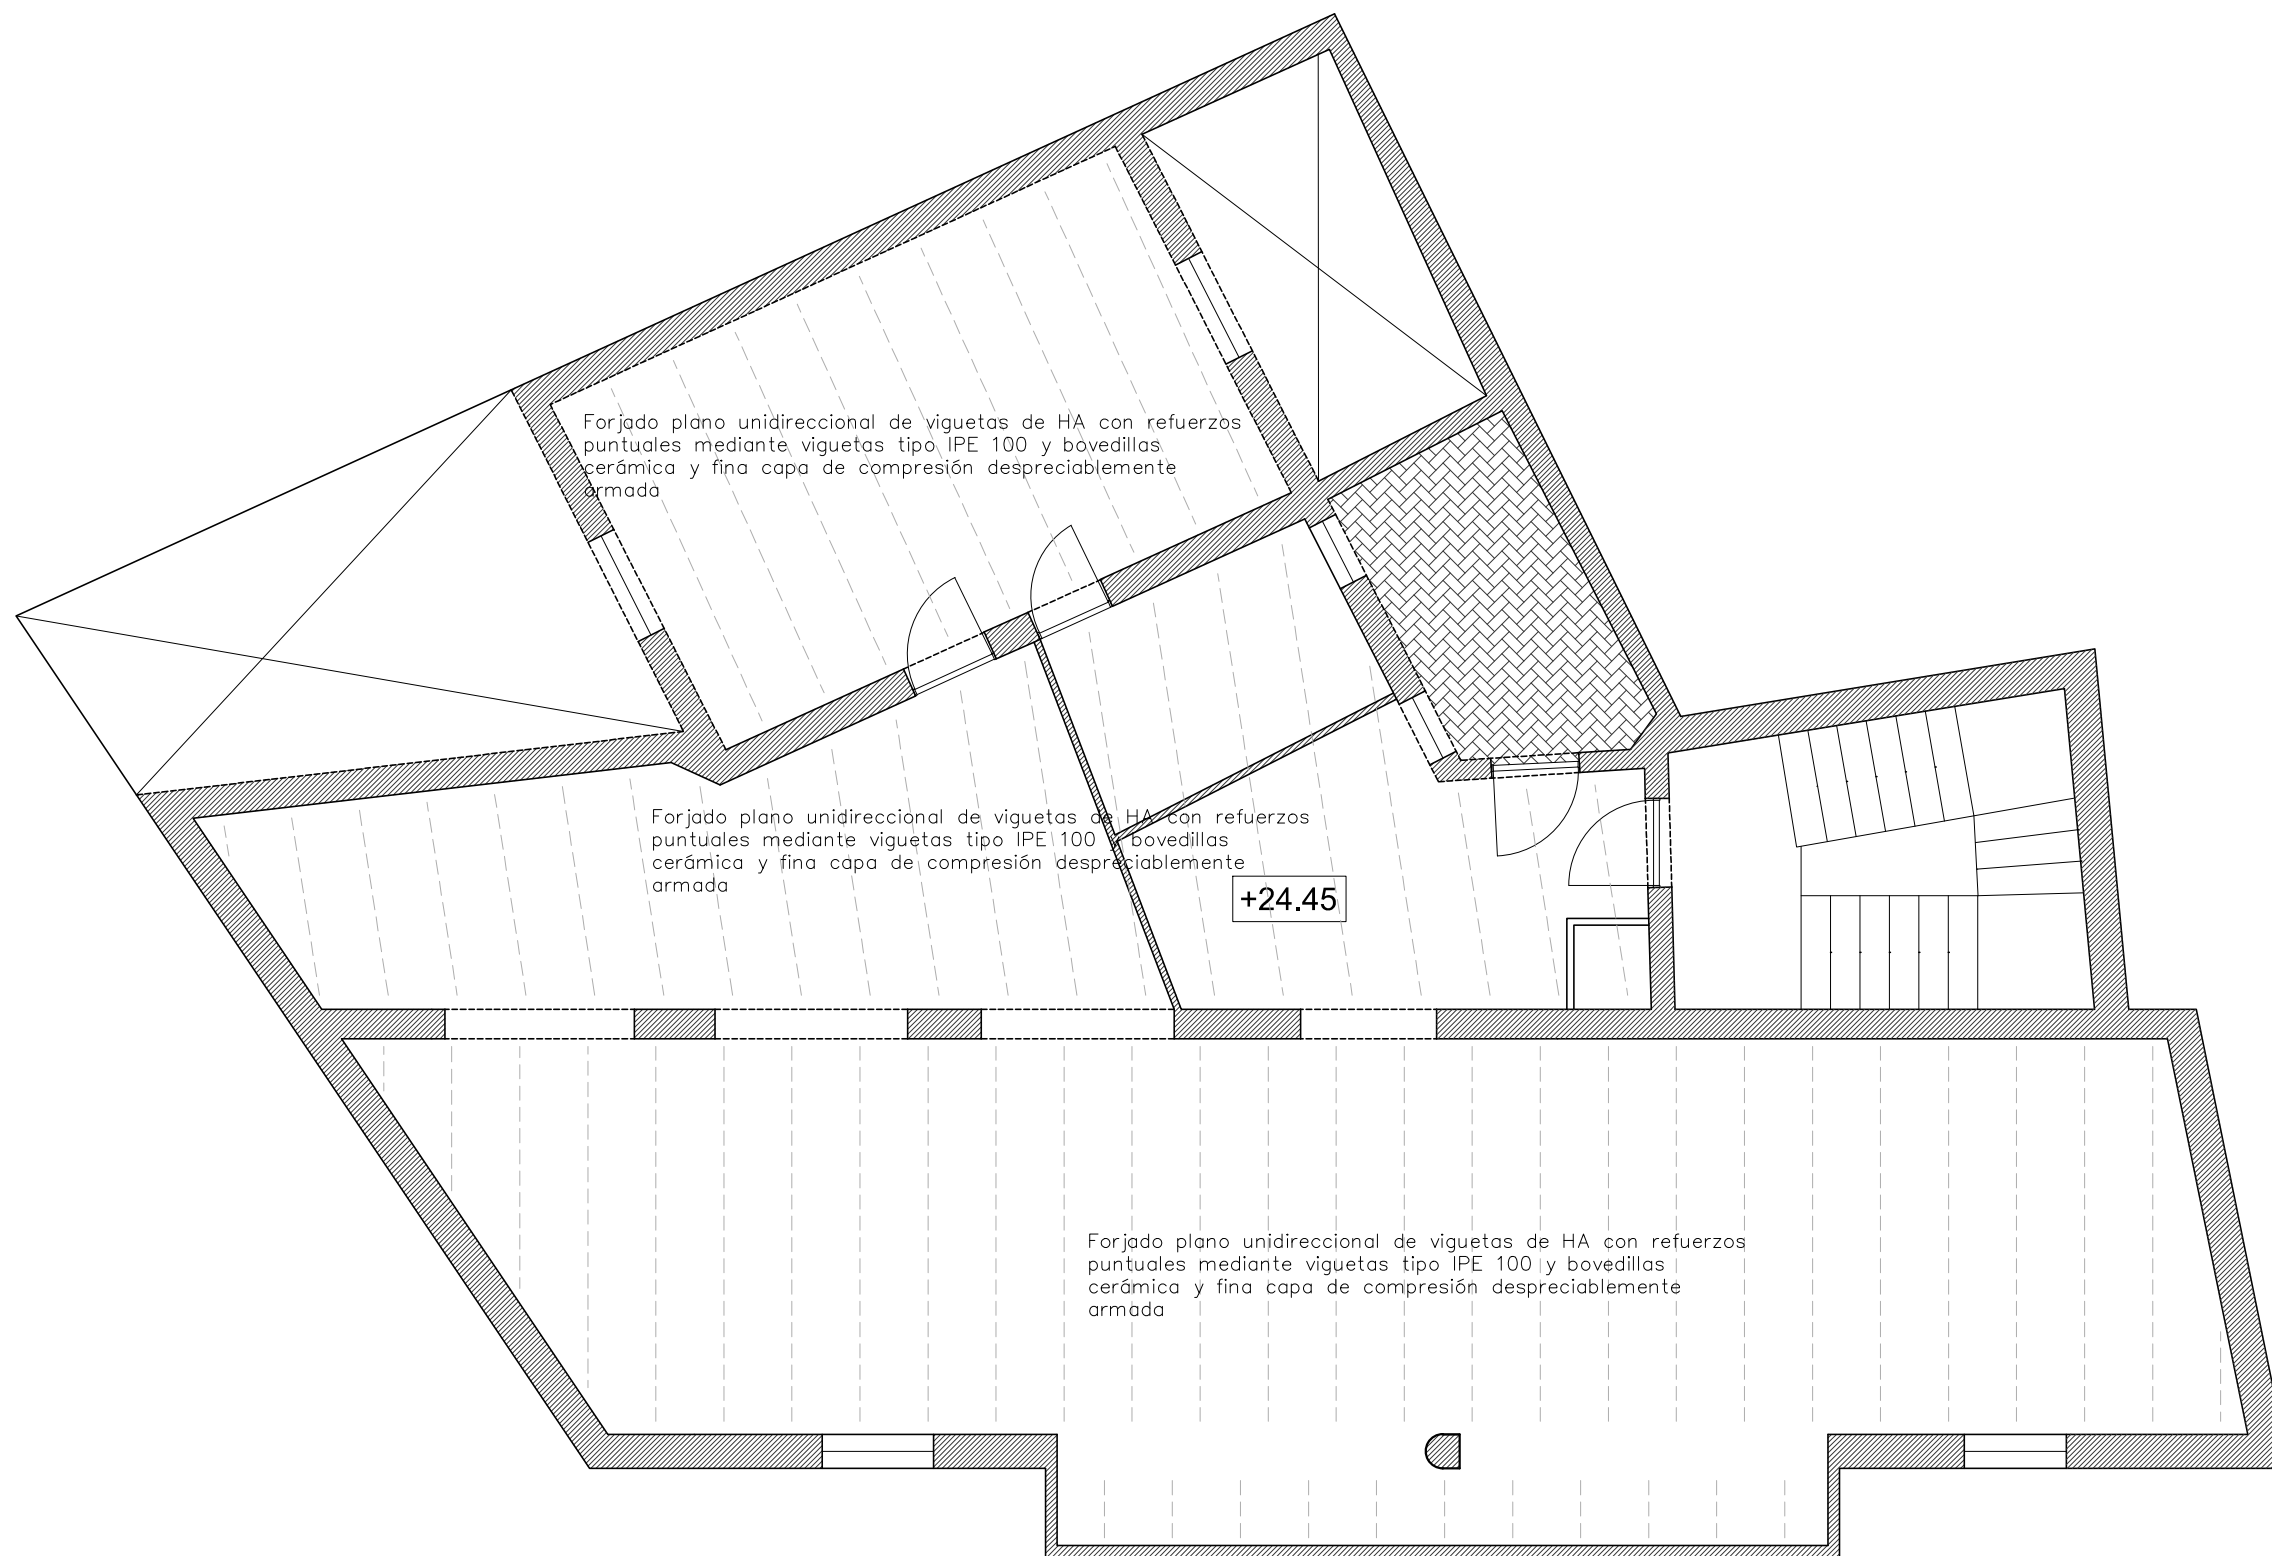 Forjado plano unidireccional de viguetas de HA con refuerzos
puntuales mediante viguetas tipo IPE 100 y bovedillas
cerámica y fina capa de compresión despreciablemente
armada
Forjado plano unidireccional de viguetas de HA con refuerzos
puntuales mediante viguetas tipo IPE 100 y bovedillas
cerámica y fina capa de compresión despreciablemente
armada
+24.45
Forjado plano unidireccional de viguetas de HA con refuerzos
puntuales mediante viguetas tipo IPE 100 y bovedillas
cerámica y fina capa de compresión despreciablemente
armada